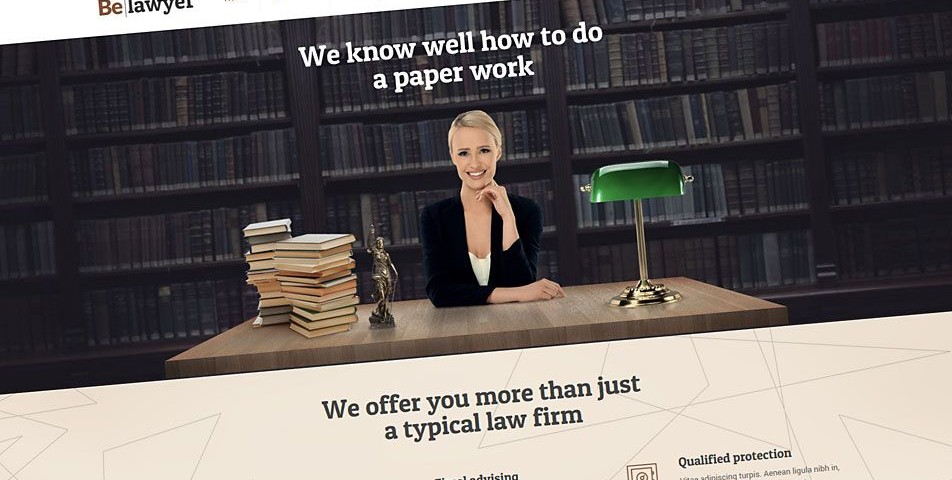 Be lawyer
We know well how to do
a paper work
We offer you more than just
a typical law firm
advising
Qualified protection
Vitae adipiscing turpis. Aenean ligula nibh in,